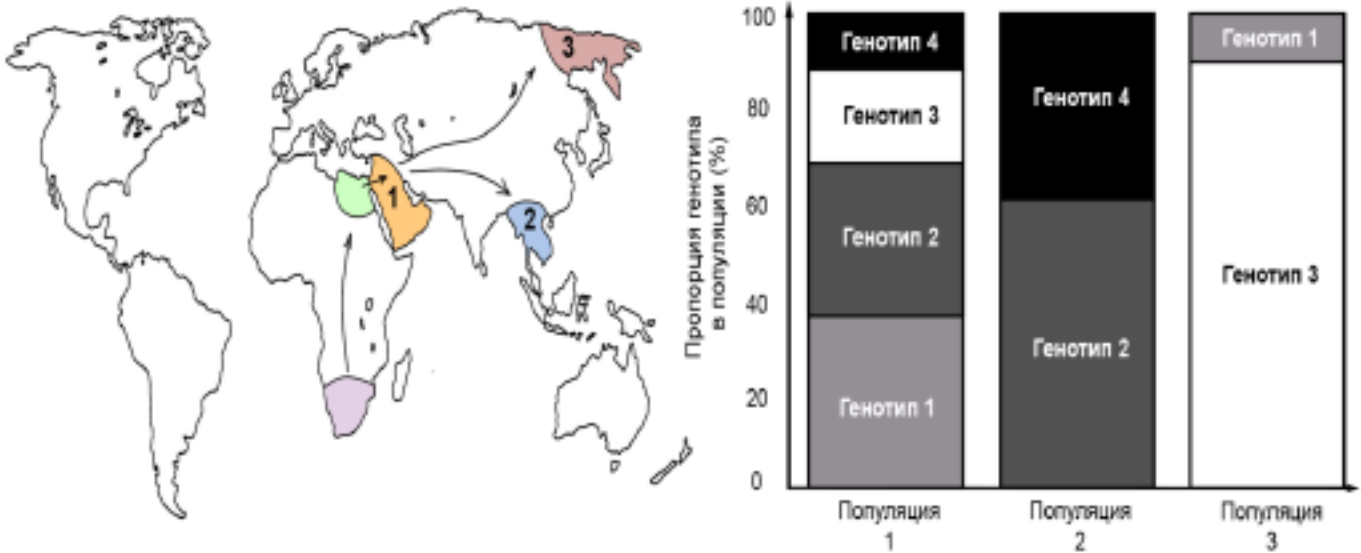 3
1
2
Пропорция генотипа
в популяции (%)
100
80
60
40
20
0
Генотип 4
Генотип 3
Генотип 2
Генотип 1
Генотип 4
Генотип 2
Генотип 1
Генотип 3
Популяция
1
Популяция
2
Популяция
3